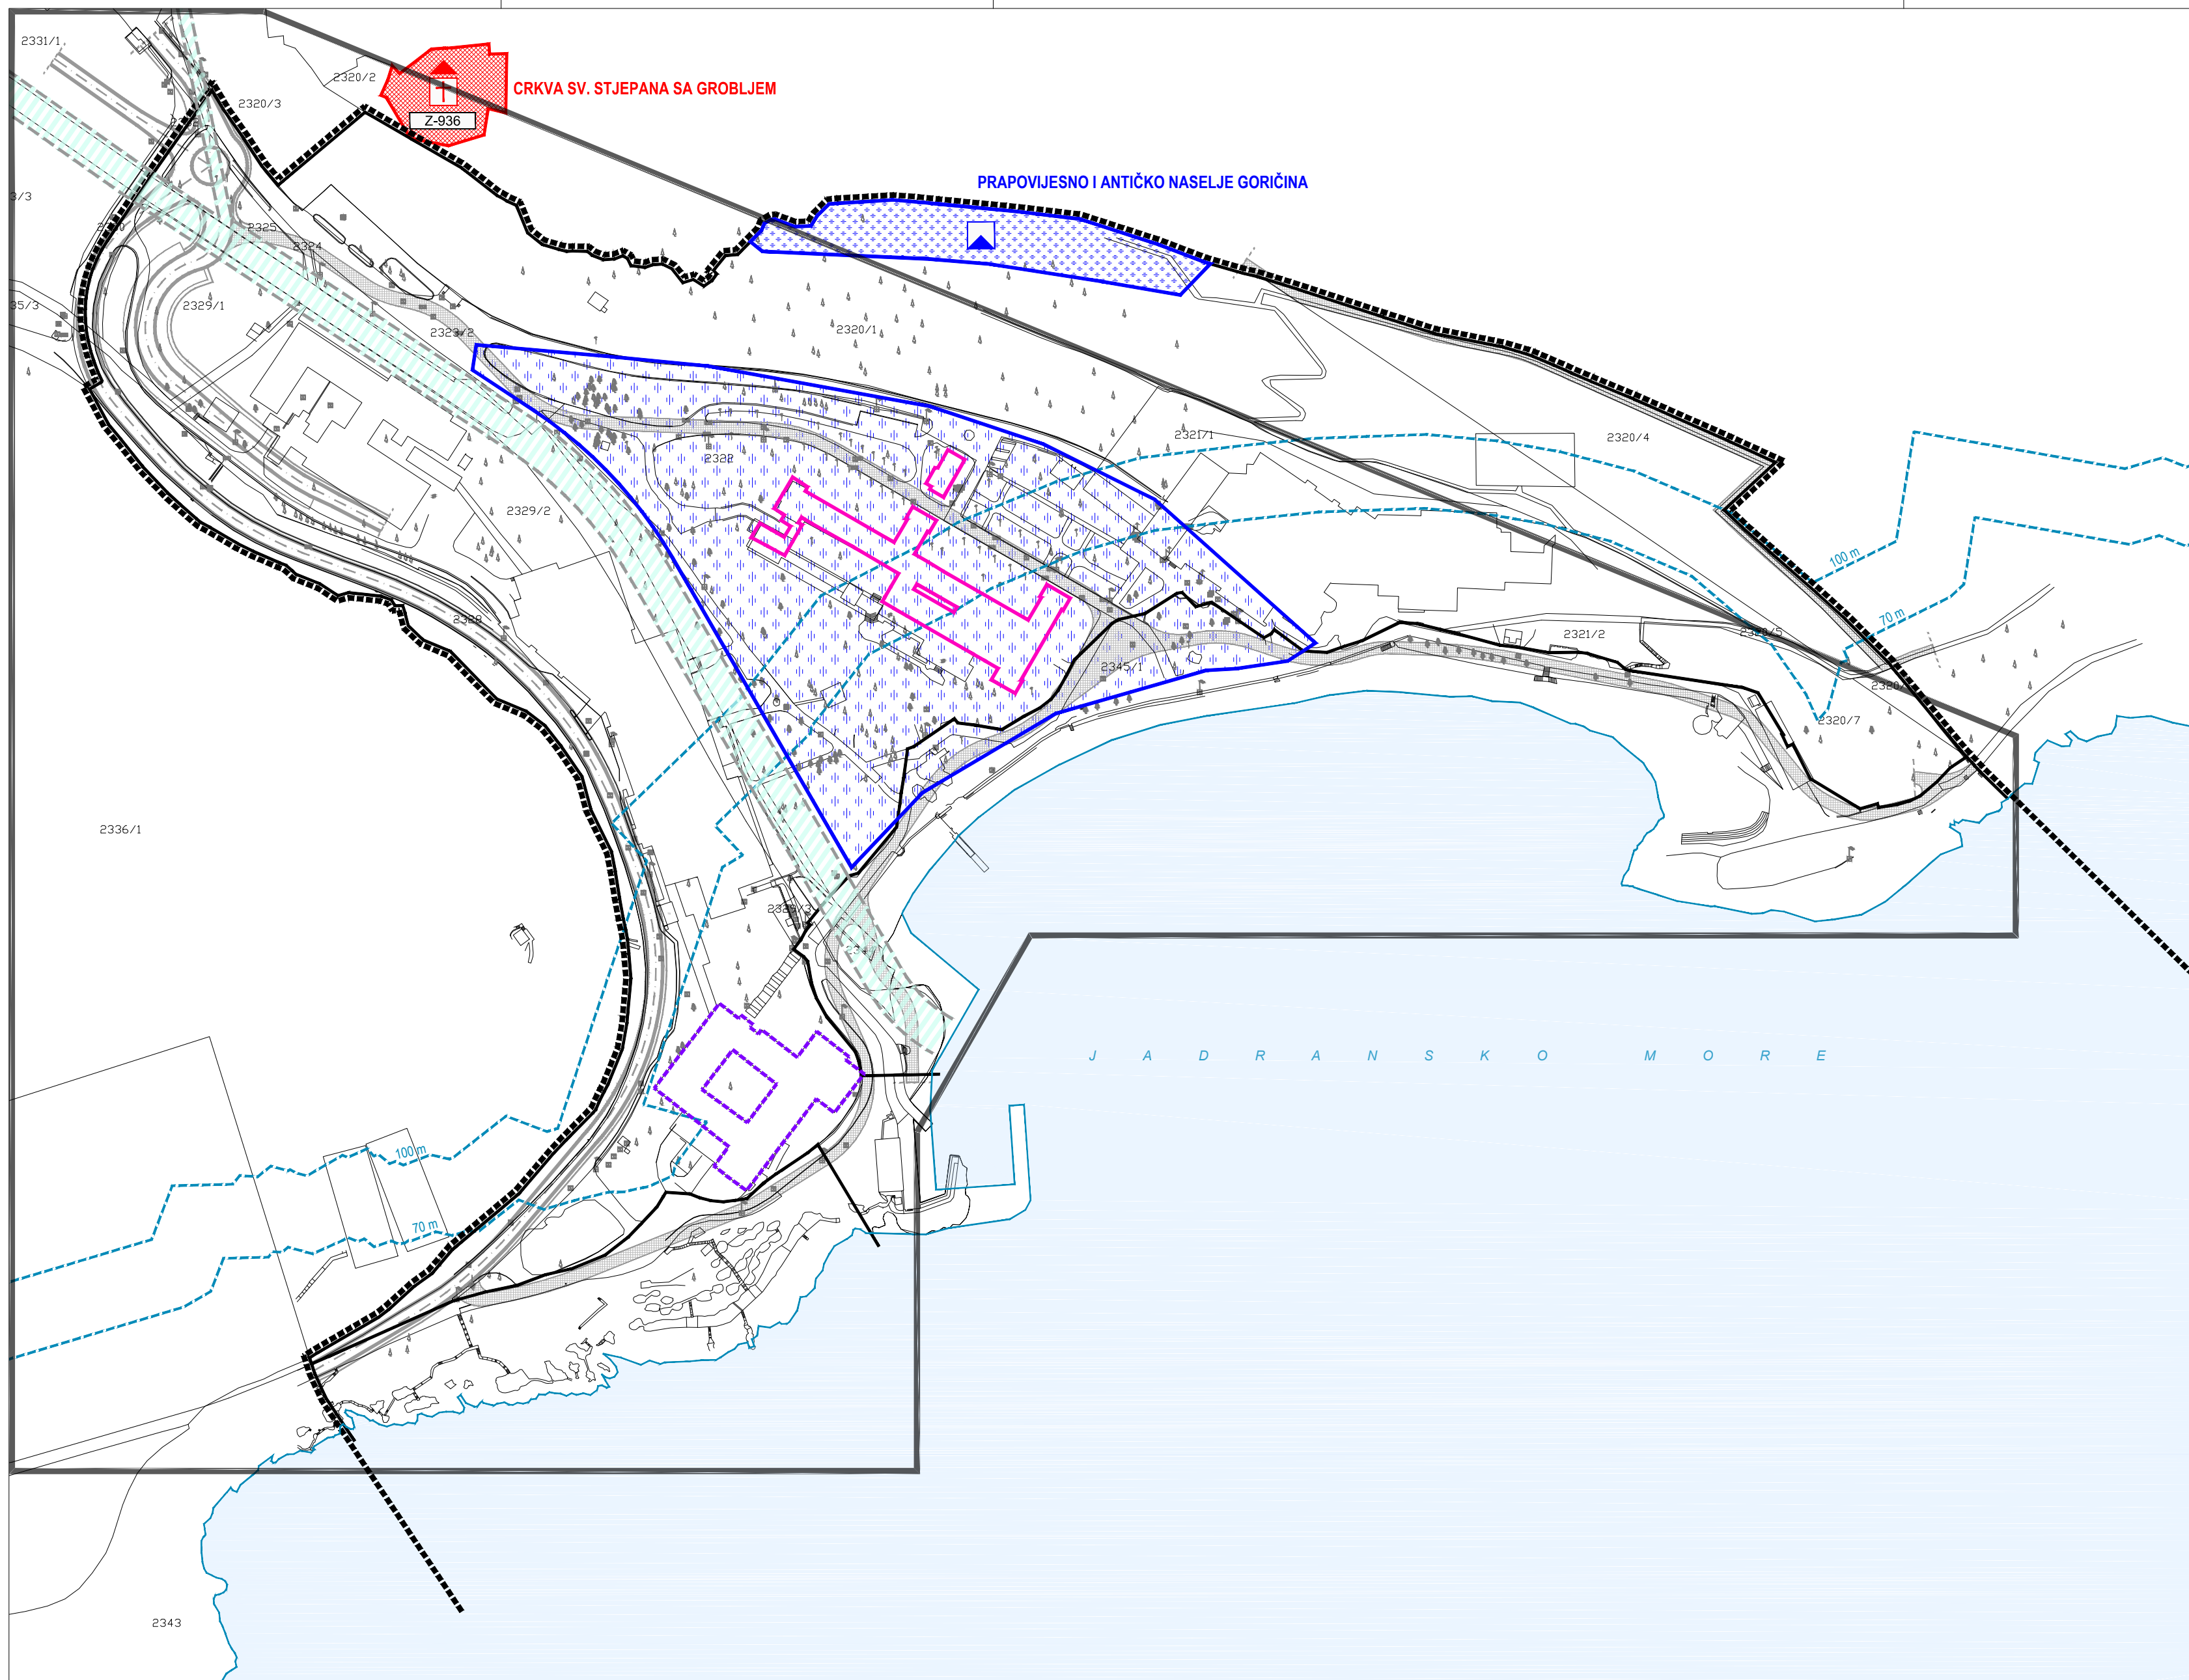 2331/1
2320/2
CRKVA SV. STJEPANA SA GROBLJEM
2320/3
Z-936
PRAPOVIJESNO I ANTIČKO NASELJE GORIČINA
3/3
2325
2324
35/3
2329/1
2323/2
2320/1
2321/1
2320/4
2322
2329/2
100 m
70 m
2328
2321/2
2345/1
2320/7
2336/1
JADRANSKO MORE
100 m
70 m
2343